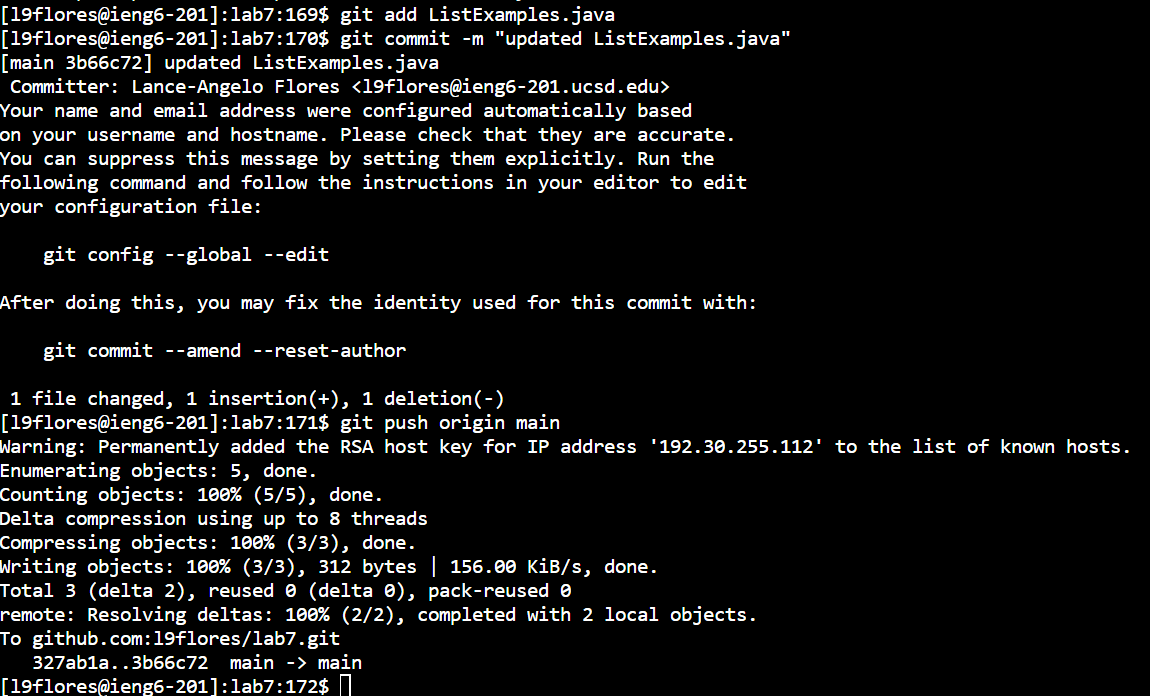 [l9flores@ieng6-201]:lab7:169$ git add ListExamples.java
[l9flores@ieng6-201]:lab7:170$ git commit -m "updated ListExamples.java"
[main 3b66c72] updated ListExamples.java
 Committer: Lance-Angelo Flores <l9flores@ieng6-201.ucsd.edu>
Your name and email address were configured automatically based
on your username and hostname. Please check that they are accurate.
You can suppress this message by setting them explicitly. Run the
following command and follow the instructions in your editor to edit
your configuration file:

    git config --global --edit

After doing this, you may fix the identity used for this commit with:

    git commit --amend --reset-author

 1 file changed, 1 insertion(+), 1 deletion(-)
[l9flores@ieng6-201]:lab7:171$ git push origin main
Warning: Permanently added the RSA host key for IP address '192.30.255.112' to the list of known hosts.
Enumerating objects: 5, done.
Counting objects: 100% (5/5), done.
Delta compression using up to 8 threads
Compressing objects: 100% (3/3), done.
Writing objects: 100% (3/3), 312 bytes | 156.00 KiB/s, done.
Total 3 (delta 2), reused 0 (delta 0), pack-reused 0
remote: Resolving deltas: 100% (2/2), completed with 2 local objects.
To github.com:l9flores/lab7.git
   327ab1a..3b66c72  main -> main
[l9flores@ieng6-201]:lab7:172$